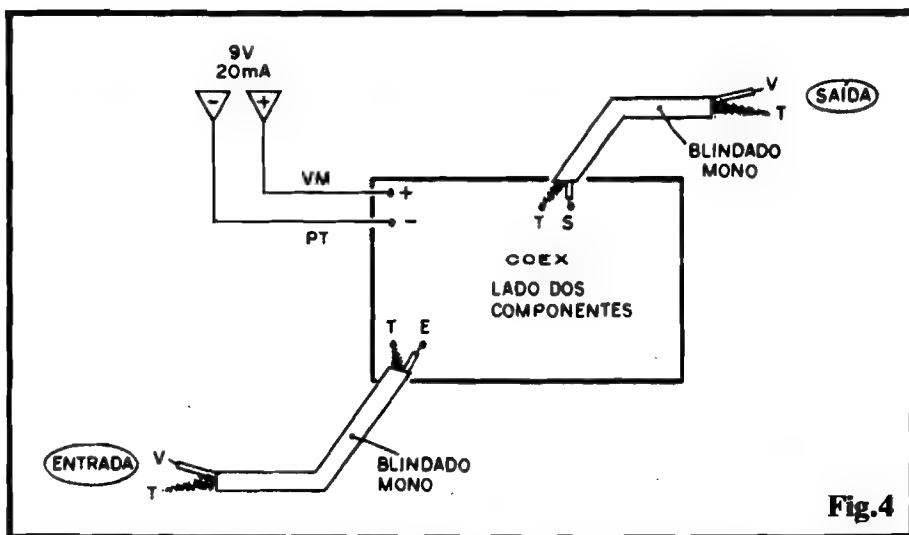 9V
20mA
- +
V
SAÍDA
T
BLINDADO
MONO
VM
+
-
PT
T S
COEX
LADO DOS
COMPONENTES
T E
ENTRADA
V
T
BLINDADO
MONO
Fig.4